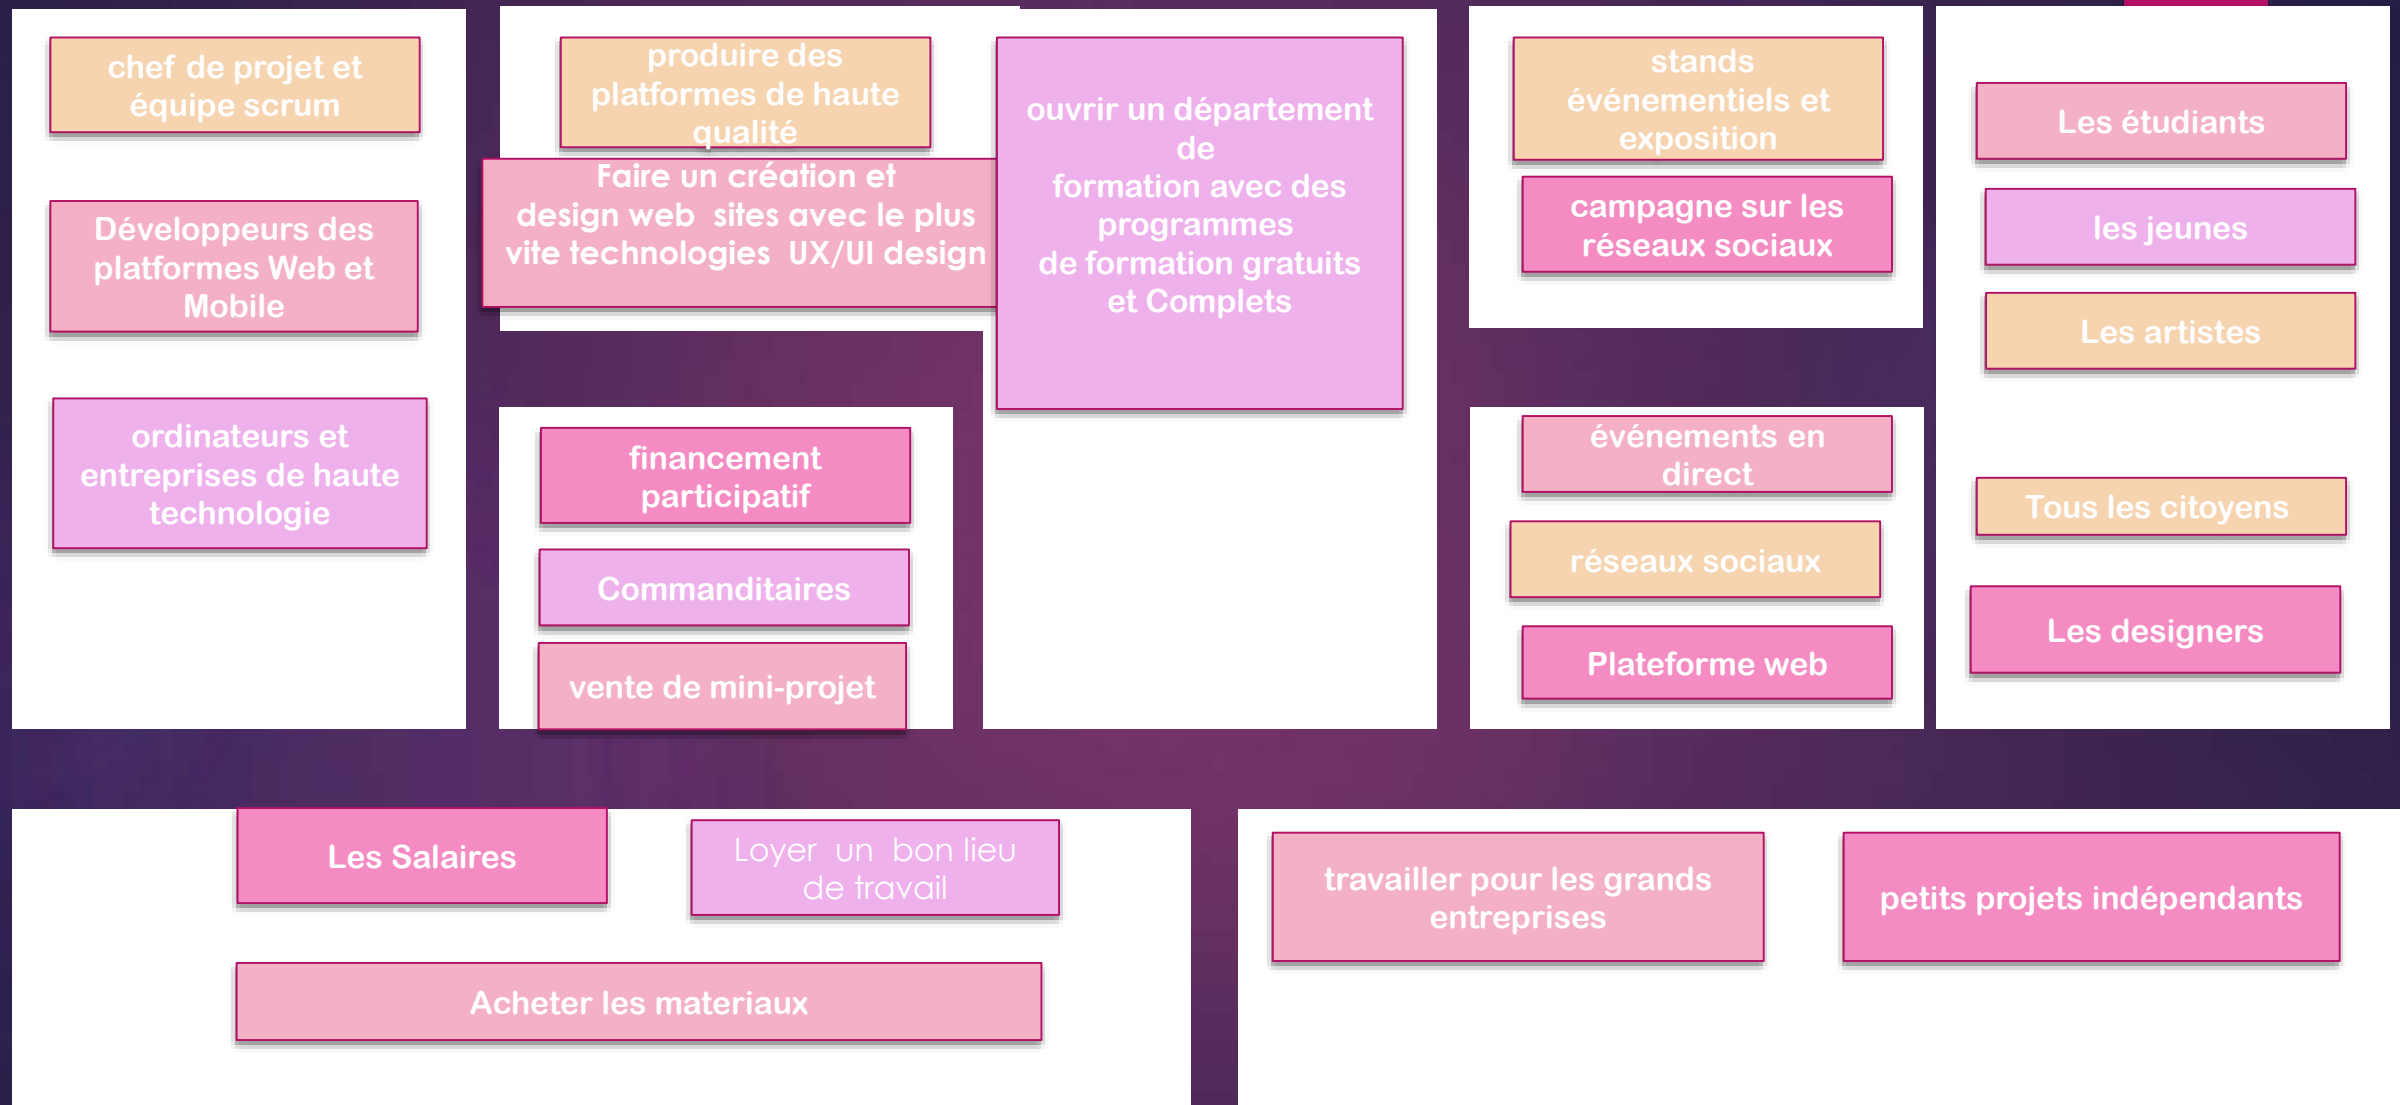 chef de projet et
équipe scrum
Développeurs des
platformes Web et
Mobile
ordinateurs et
entreprises de haute
technologie
produire des
platformes de haute
qualité
Faire un création et
design web sites avec le plus
vite technologies UX/UI design
financement
participatif
Commanditaires
vente de mini-projet
ouvrir un département
de
formation avec des
programmes
de formation gratuits
et Complets
stands
événementiels et
exposition
campagne sur les
réseaux sociaux
événements en
direct
réseaux sociaux
Plateforme web
Les étudiants
les jeunes
Les artistes
Tous les citoyens
Les designers
Les Salaires
Loyer un bon lieu
de travail
Acheter les materiaux
travailler pour les grands
entreprises
petits projets indépendants